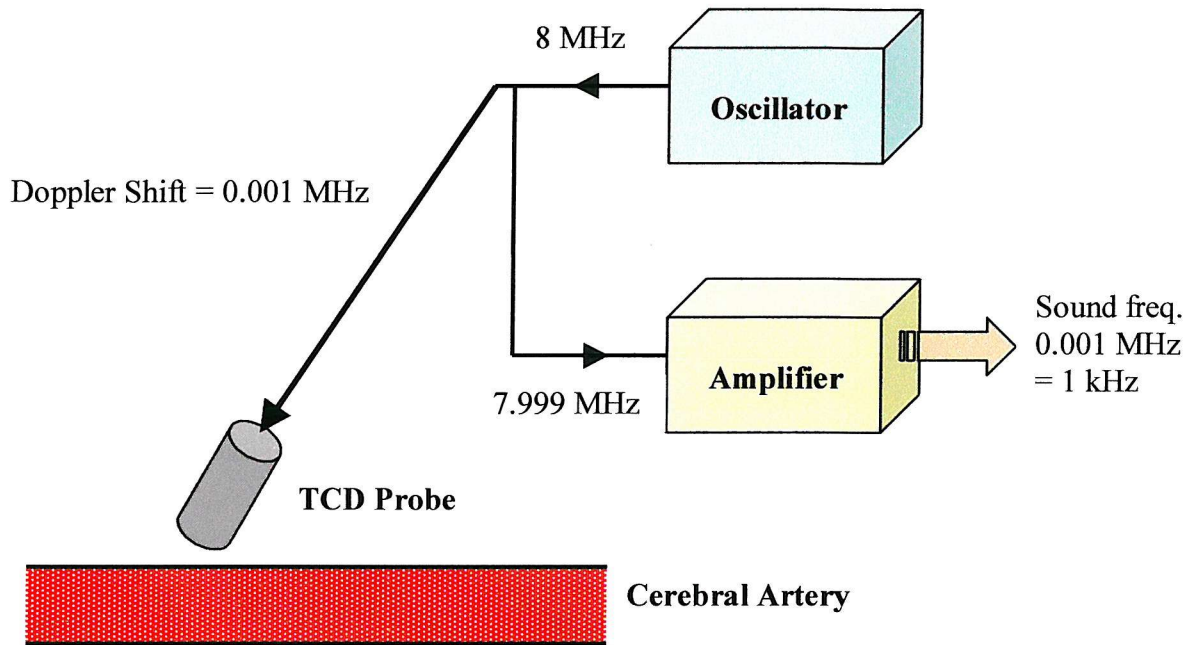 8 MHz
Oscillator
Doppler Shift = 0.001 MHz
Sound freq.
0.001 MHz
= 1 kHz
Amplifier
7.999 MHz
TCD Probe
Cerebral Artery